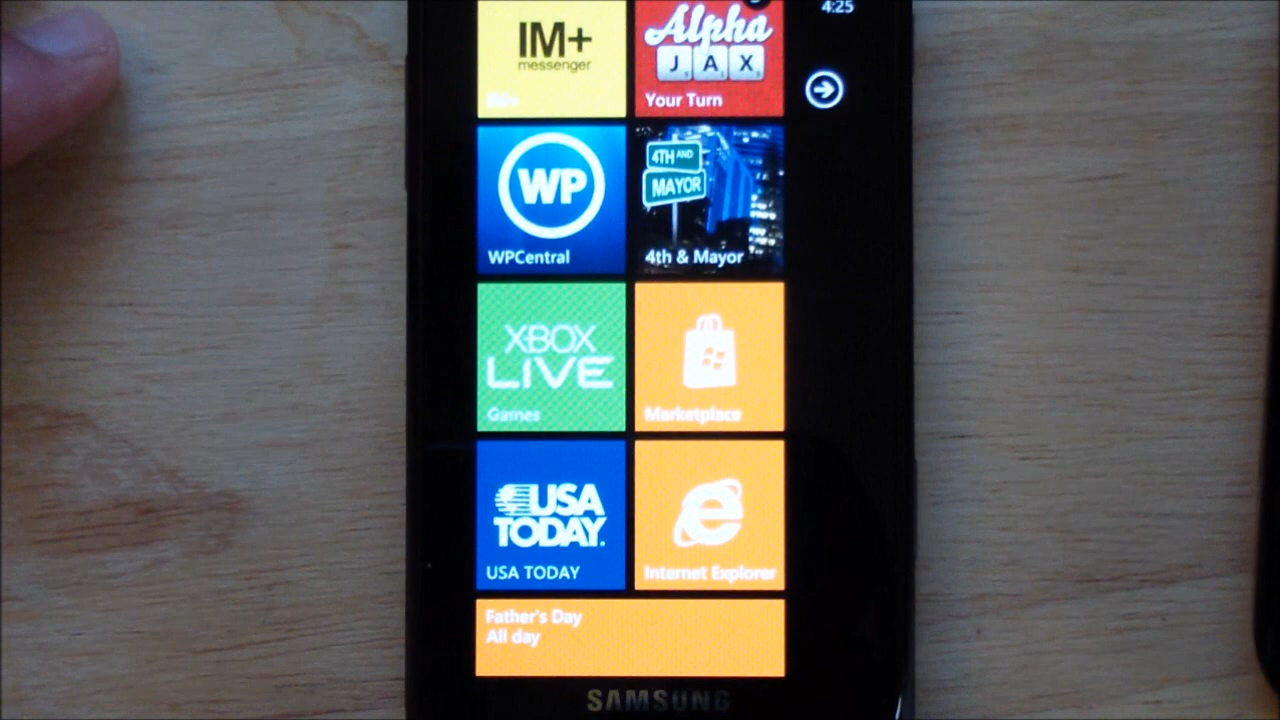 4:25
IM+
messenger
Alpha
JAX
Your Turn
WP
WPCentral
4TH AND
MAYOR
4th & Mayor
XBOX
LIVE
Games
Marketplace
USA
TODAY.
USA TODAY
Internet Explorer
Father's Day
All day
SAMSUNG